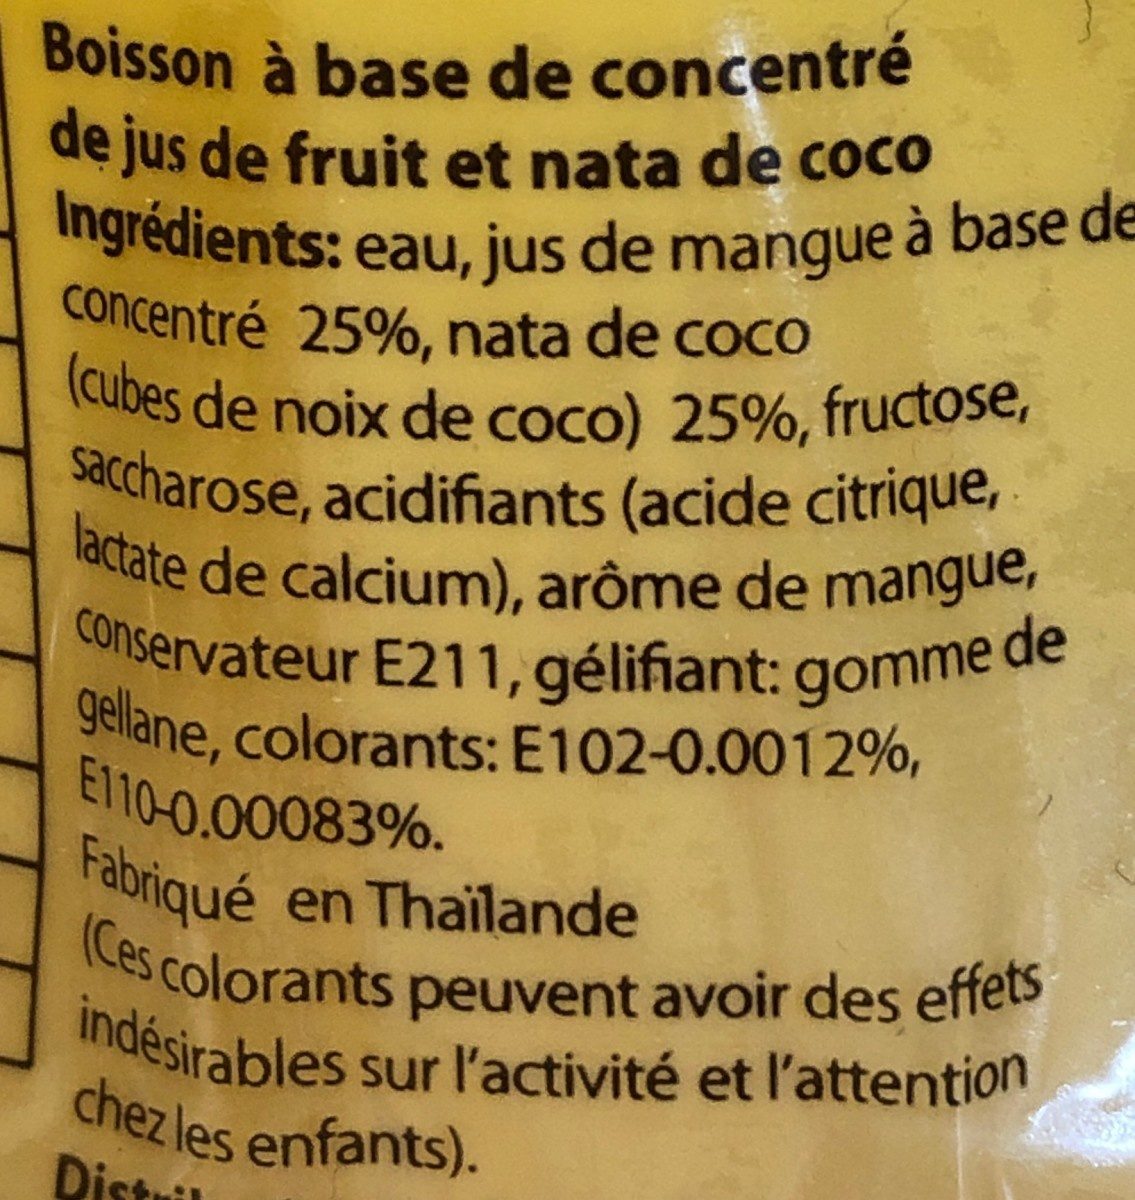 Boisson à base de concentré
de jus de fruit et nata de coco
Ingrédients: eau, jus de mangue à base de
concentré 25%, nata de coco
(cubes de noix de coco) 25%, fructose,
saccharose, acidifiants (acide citrique,
lactate de calcium), arôme de mangue,
conservateur E211, gélifiant: gomme de
gellane, colorants: E102-0.0012%,
E110-0.00083%.
Fabriqué en Thaïlande
(Ces colorants peuvent avoir des effets
indésirables sur l'activité et l'attention
chez les enfants).